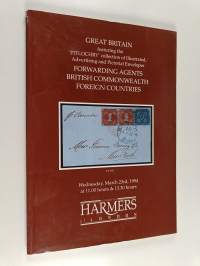 GREAT BRITAIN
featuring the
'PITLOCHRY' collection of Illustrated,
Advertising and Pictorial Envelopes
FORWARDING AGENTS
BRITISH COMMONWEALTH
FOREIGN COUNTRIES
Wednesday, March 23rd, 1994
at 11.00 hours & 13.30 hours
HARMERS
LONDON